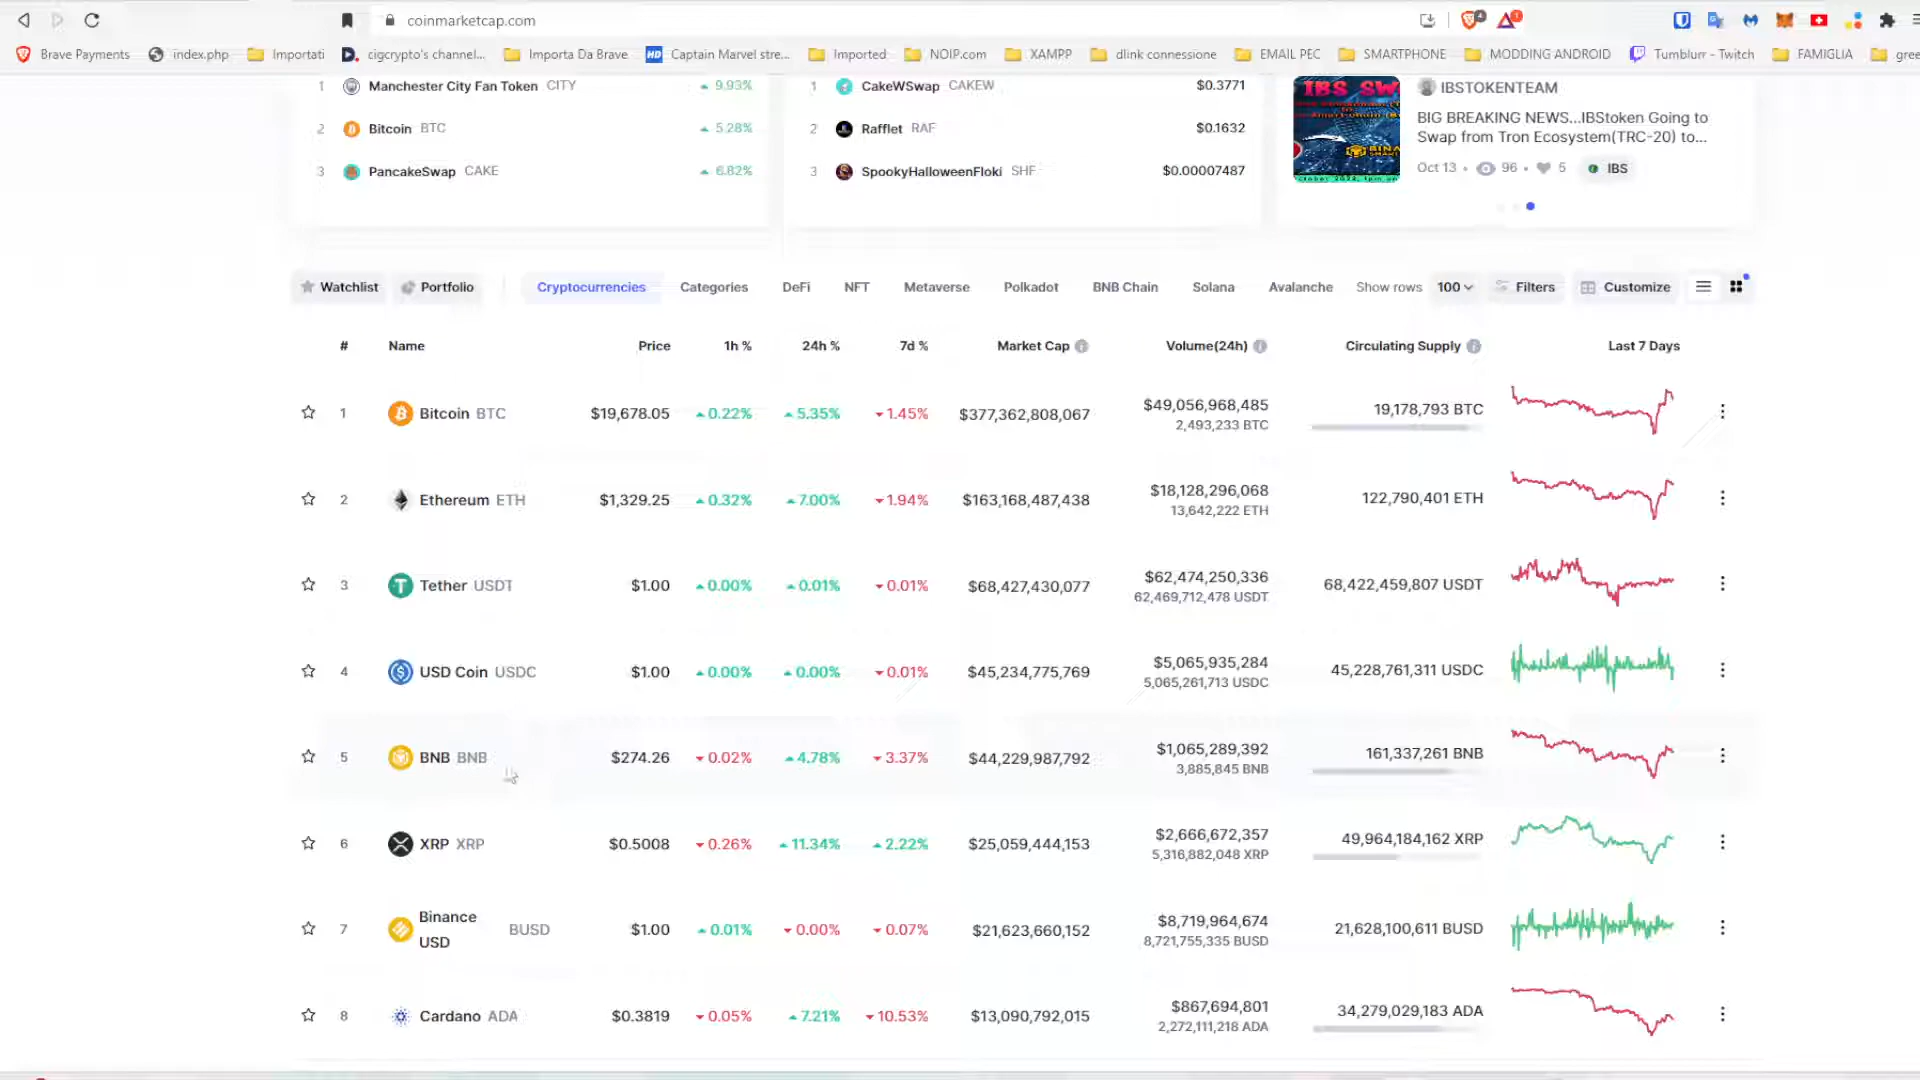 coinmarketcap.com
Brave Payments index.php Importati cigcrypto's channel... Importa Da Brave HD Captain Marvel stre... Imported NOIP.com XAMPP dlink connessione EMAIL PEC SMARTPHONE MODDING ANDROID Tumblurr - Twitch FAMIGLIA gree
1 Manchester City Fan Token CITY 9.93%
2 Bitcoin BTC 5.28%
3 PancakeSwap CAKE 6.82%
1 CakeWSwap CAKEW $0.3771
2 Rafflet RAF $0.1632
3 SpookyHalloweenFloki SHF $0.00007487
IBS SW
IBSTOKENTEAM
BIG BREAKING NEWS...IBStoken Going to
Swap from Tron Ecosystem(TRC-20) to...
Oct 13 • 96 • 5 IBS
Watchlist Portfolio Cryptocurrencies Categories DeFi NFT Metaverse Polkadot BNB Chain Solana Avalanche Show rows 100 Filters Customize
# Name Price 1h % 24h % 7d % Market Cap Volume(24h) Circulating Supply Last 7 Days
1 Bitcoin BTC $19,678.05 0.22% 5.35% 1.45% $377,362,808,067 $49,056,968,485 19,178,793 BTC
2,493,233 BTC
2 Ethereum ETH $1,329.25 0.32% 7.00% 1.94% $163,168,487,438 $18,128,296,068 122,790,401 ETH
13,642,222 ETH
3 Tether USDT $1.00 0.00% 0.01% 0.01% $68,427,430,077 $62,474,250,336 68,422,459,807 USDT
62,469,712,478 USDT
4 USD Coin USDC $1.00 0.00% 0.00% 0.01% $45,234,775,769 $5,065,935,284 45,228,761,311 USDC
5,065,261,713 USDC
5 BNB BNB $274.26 0.02% 4.78% 3.37% $44,229,987,792 $1,065,289,392 161,337,261 BNB
3,885,845 BNB
6 XRP XRP $0.5008 0.26% 11.34% 2.22% $25,059,444,153 $2,666,672,357 49,964,184,162 XRP
5,316,882,048 XRP
7 Binance USD BUSD $1.00 0.01% 0.00% 0.07% $21,623,660,152 $8,719,964,674 21,628,100,611 BUSD
8,721,755,335 BUSD
8 Cardano ADA $0.3819 0.05% 7.21% 10.53% $13,090,792,015 $867,694,801 34,279,029,183 ADA
2,272,111,218 ADA